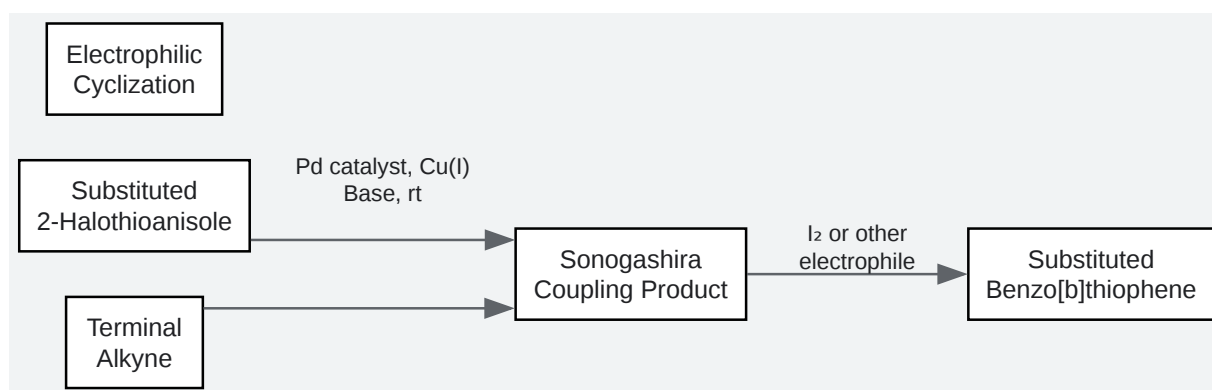 Electrophilic
Cyclization
Pd catalyst, Cu(I)
Base, rt
Substituted
2-Halothioanisole
I₂ or other
electrophile
Sonogashira
Coupling Product
Substituted
Benzo[b]thiophene
Terminal
Alkyne